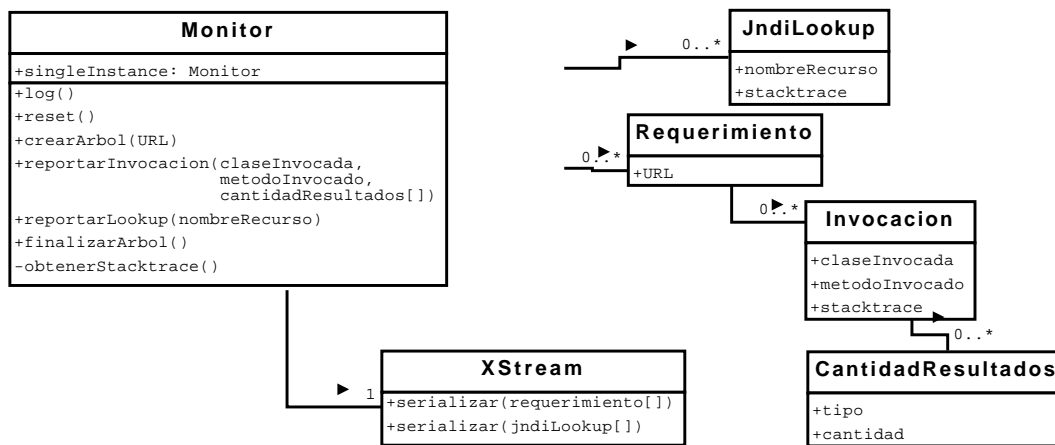 Monitor
+singleInstance: Monitor
+log()
+reset()
+crearArbol(URL)
+reportarInvocacion(claseInvocada,
metodoInvocado,
cantidadResultados[])
+reportarLookup(nombreRecurso)
+finalizarArbol()
-obtenerStacktrace()
0..*
JndiLookup
+nombreRecurso
+stacktrace
0..*
Requerimiento
+URL
0..*
Invocacion
+claseInvocada
+metodoInvocado
+stacktrace
0..*
CantidadResultados
+tipo
+cantidad
1
XStream
+serializar(requerimiento[])
+serializar(jndiLookup[])